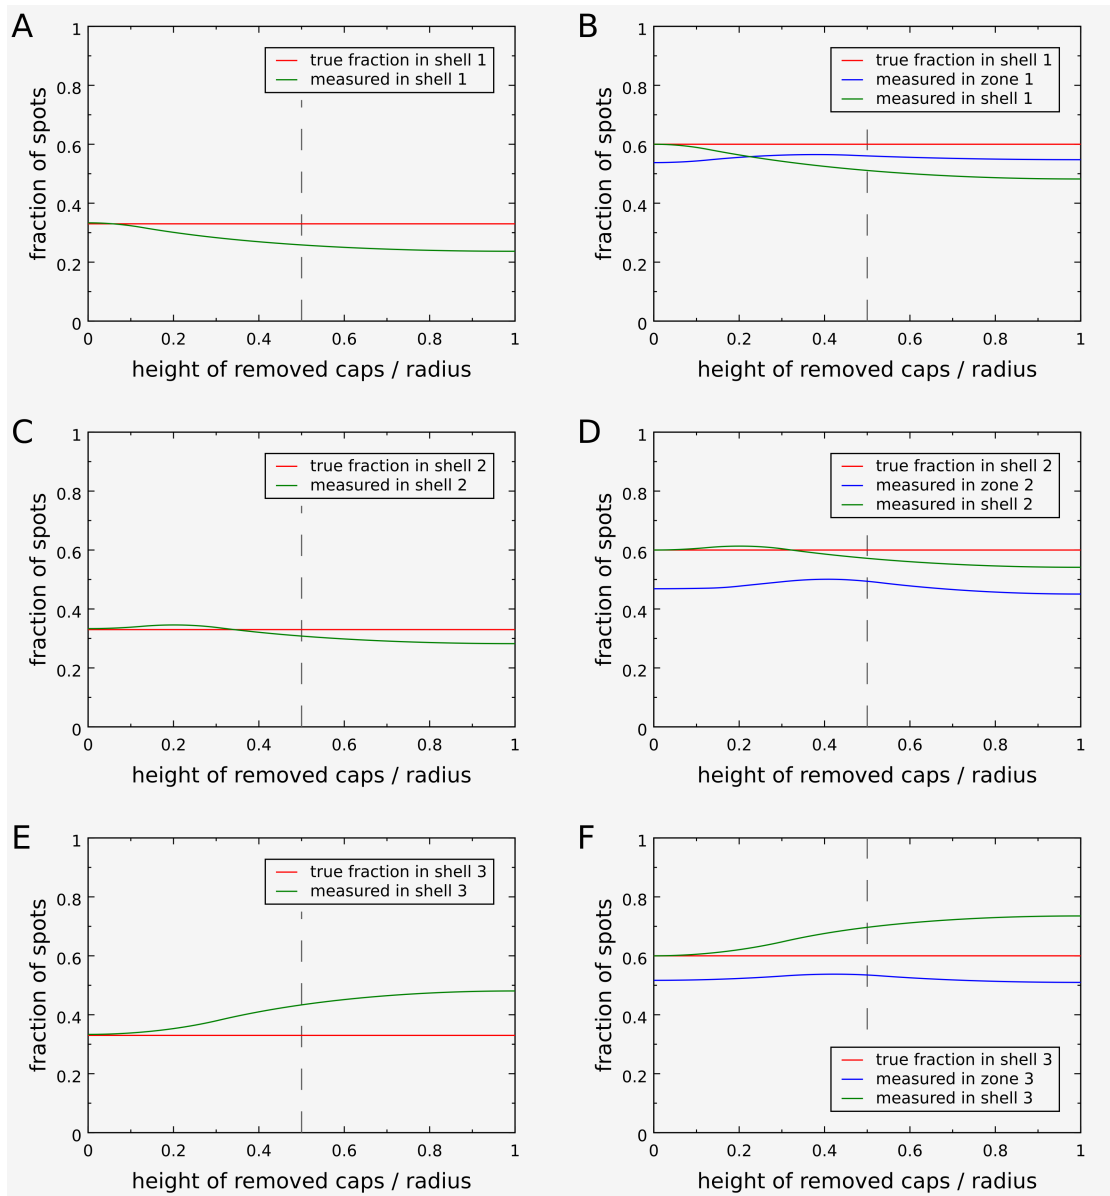 A
true fraction in shell 1
measured in shell 1
fraction of spots
1
0.8
0.6
0.4
0.2
0
0 0.2 0.4 0.6 0.8 1
height of removed caps / radius
B
true fraction in shell 1
measured in zone 1
measured in shell 1
fraction of spots
1
0.8
0.6
0.4
0.2
0
0 0.2 0.4 0.6 0.8 1
height of removed caps / radius
C
true fraction in shell 2
measured in shell 2
fraction of spots
1
0.8
0.6
0.4
0.2
0
0 0.2 0.4 0.6 0.8 1
height of removed caps / radius
D
true fraction in shell 2
measured in zone 2
measured in shell 2
fraction of spots
1
0.8
0.6
0.4
0.2
0
0 0.2 0.4 0.6 0.8 1
height of removed caps / radius
E
true fraction in shell 3
measured in shell 3
fraction of spots
1
0.8
0.6
0.4
0.2
0
0 0.2 0.4 0.6 0.8 1
height of removed caps / radius
F
true fraction in shell 3
measured in zone 3
measured in shell 3
fraction of spots
1
0.8
0.6
0.4
0.2
0
0 0.2 0.4 0.6 0.8 1
height of removed caps / radius